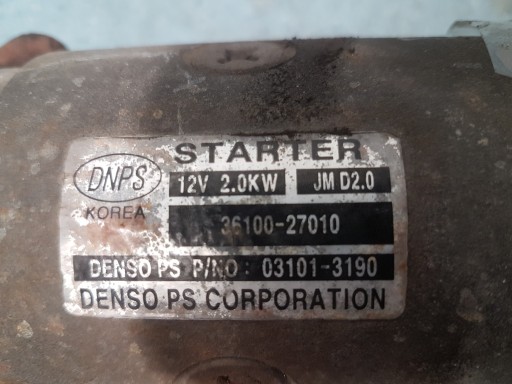 STARTER
DNPS
KOREA
12V 2.0KW JM D2.0
36100-27010
DENSO PS P/NO : 03101-3190
DENSO PS CORPORATION